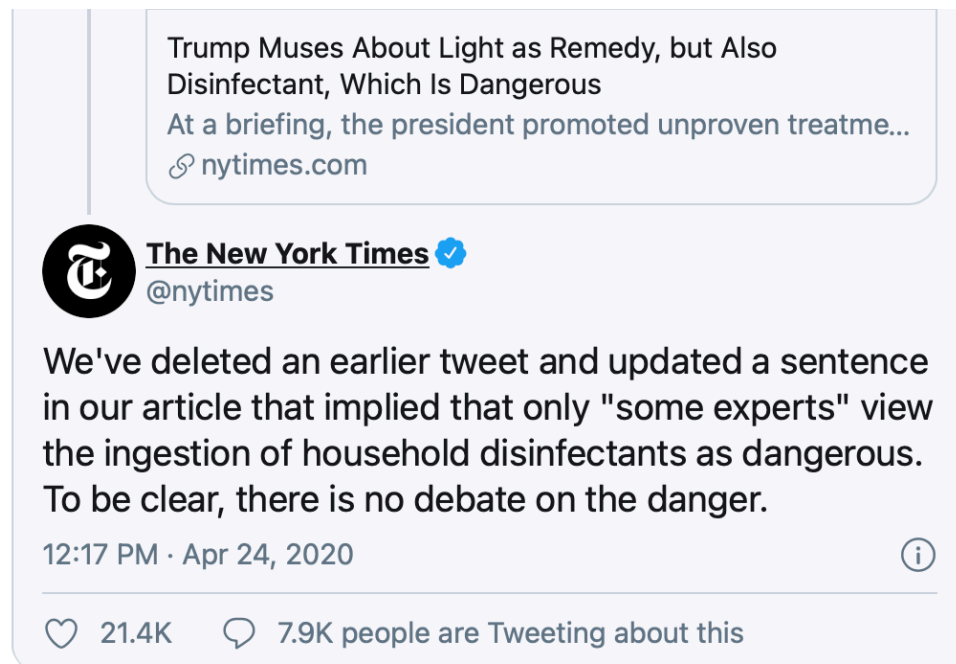 Trump Muses About Light as Remedy, but Also
Disinfectant, Which Is Dangerous
At a briefing, the president promoted unproven treatme...
nytimes.com
The New York Times
@nytimes
We've deleted an earlier tweet and updated a sentence
in our article that implied that only "some experts" view
the ingestion of household disinfectants as dangerous.
To be clear, there is no debate on the danger.
12:17 PM · Apr 24, 2020
21.4K 7.9K people are Tweeting about this